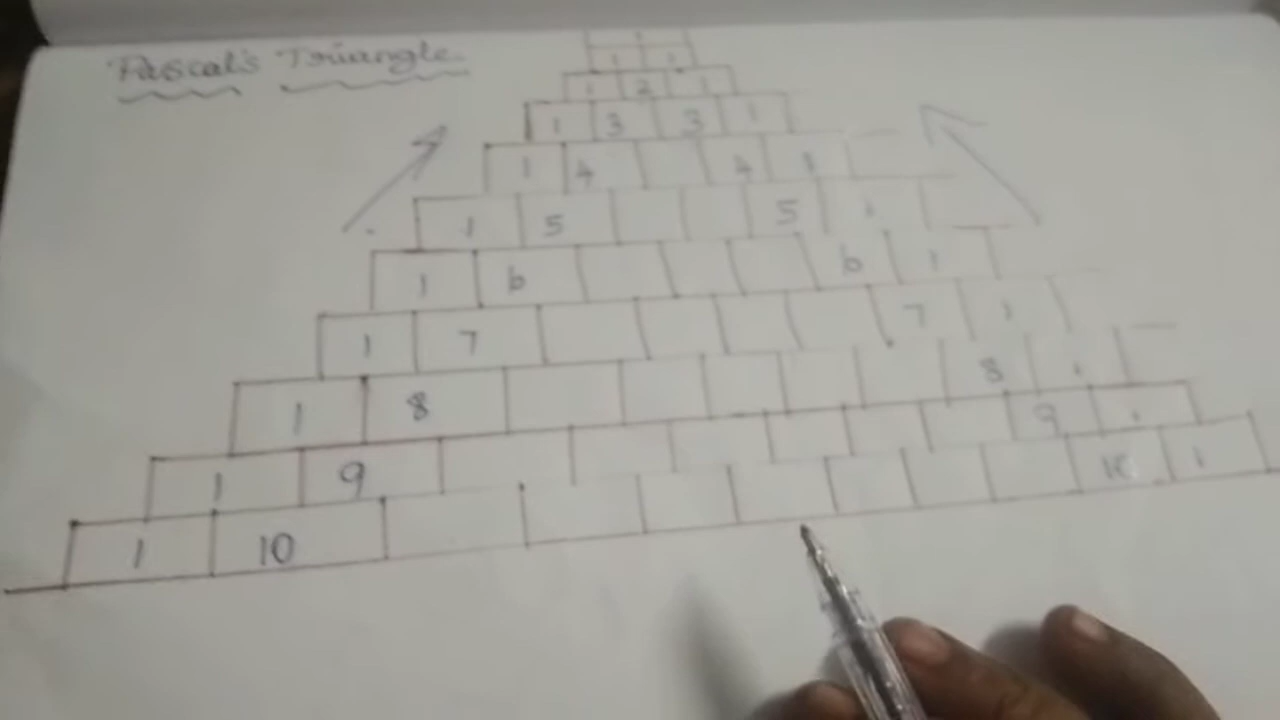 Pascal's Triangle
1
1 1
1 2 1
1 3 3 1
1 4 4 1
1 5 5 1
1 6 6 1
1 7 7 1
1 8 8 1
1 9 9 1
1 10 10 1